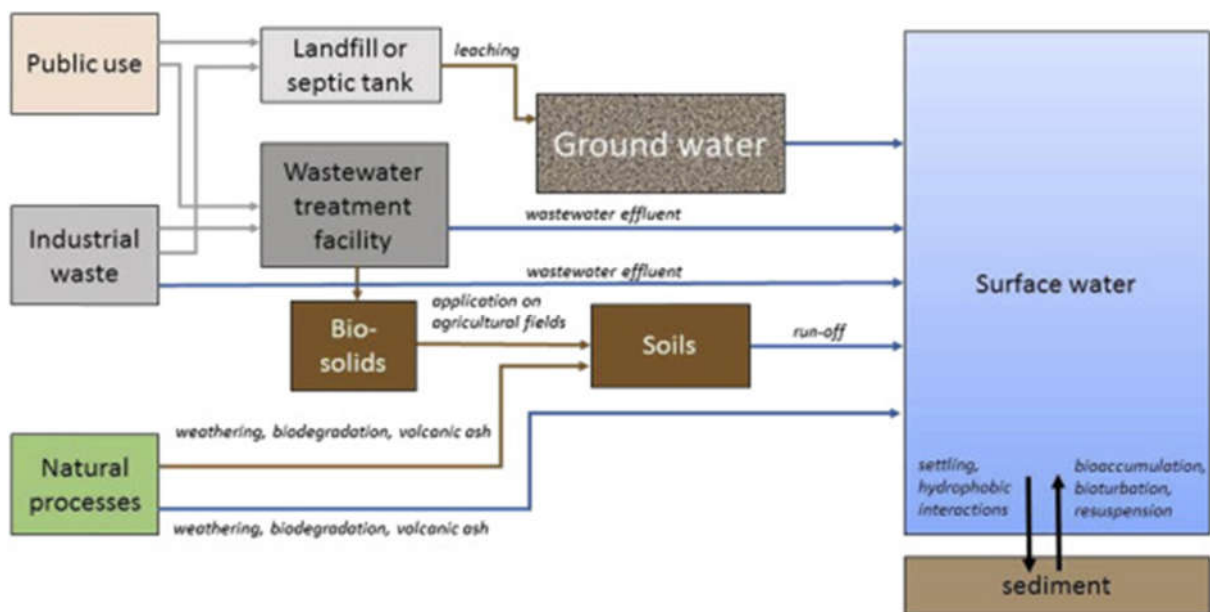 Public use
Landfill or
septic tank
leaching
Ground water
Wastewater
treatment
facility
wastewater effluent
Industrial
waste
wastewater effluent
Surface water
Bio-
solids
application on
agricultural fields
Soils
run-off
weathering, biodegradation, volcanic ash
Natural
processes
weathering, biodegradation, volcanic ash
settling,
hydrophobic
interactions
bioaccumulation,
bioturbation,
resuspension
sediment